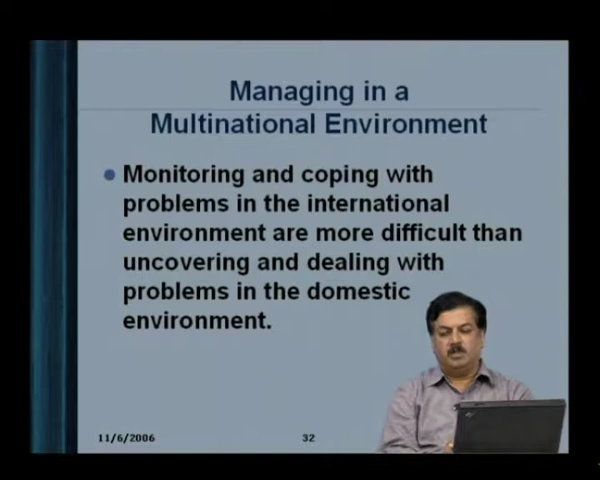 Managing in a
Multinational Environment
Monitoring and coping with
problems in the international
environment are more difficult than
uncovering and dealing with
problems in the domestic
environment.
11/6/2006
32